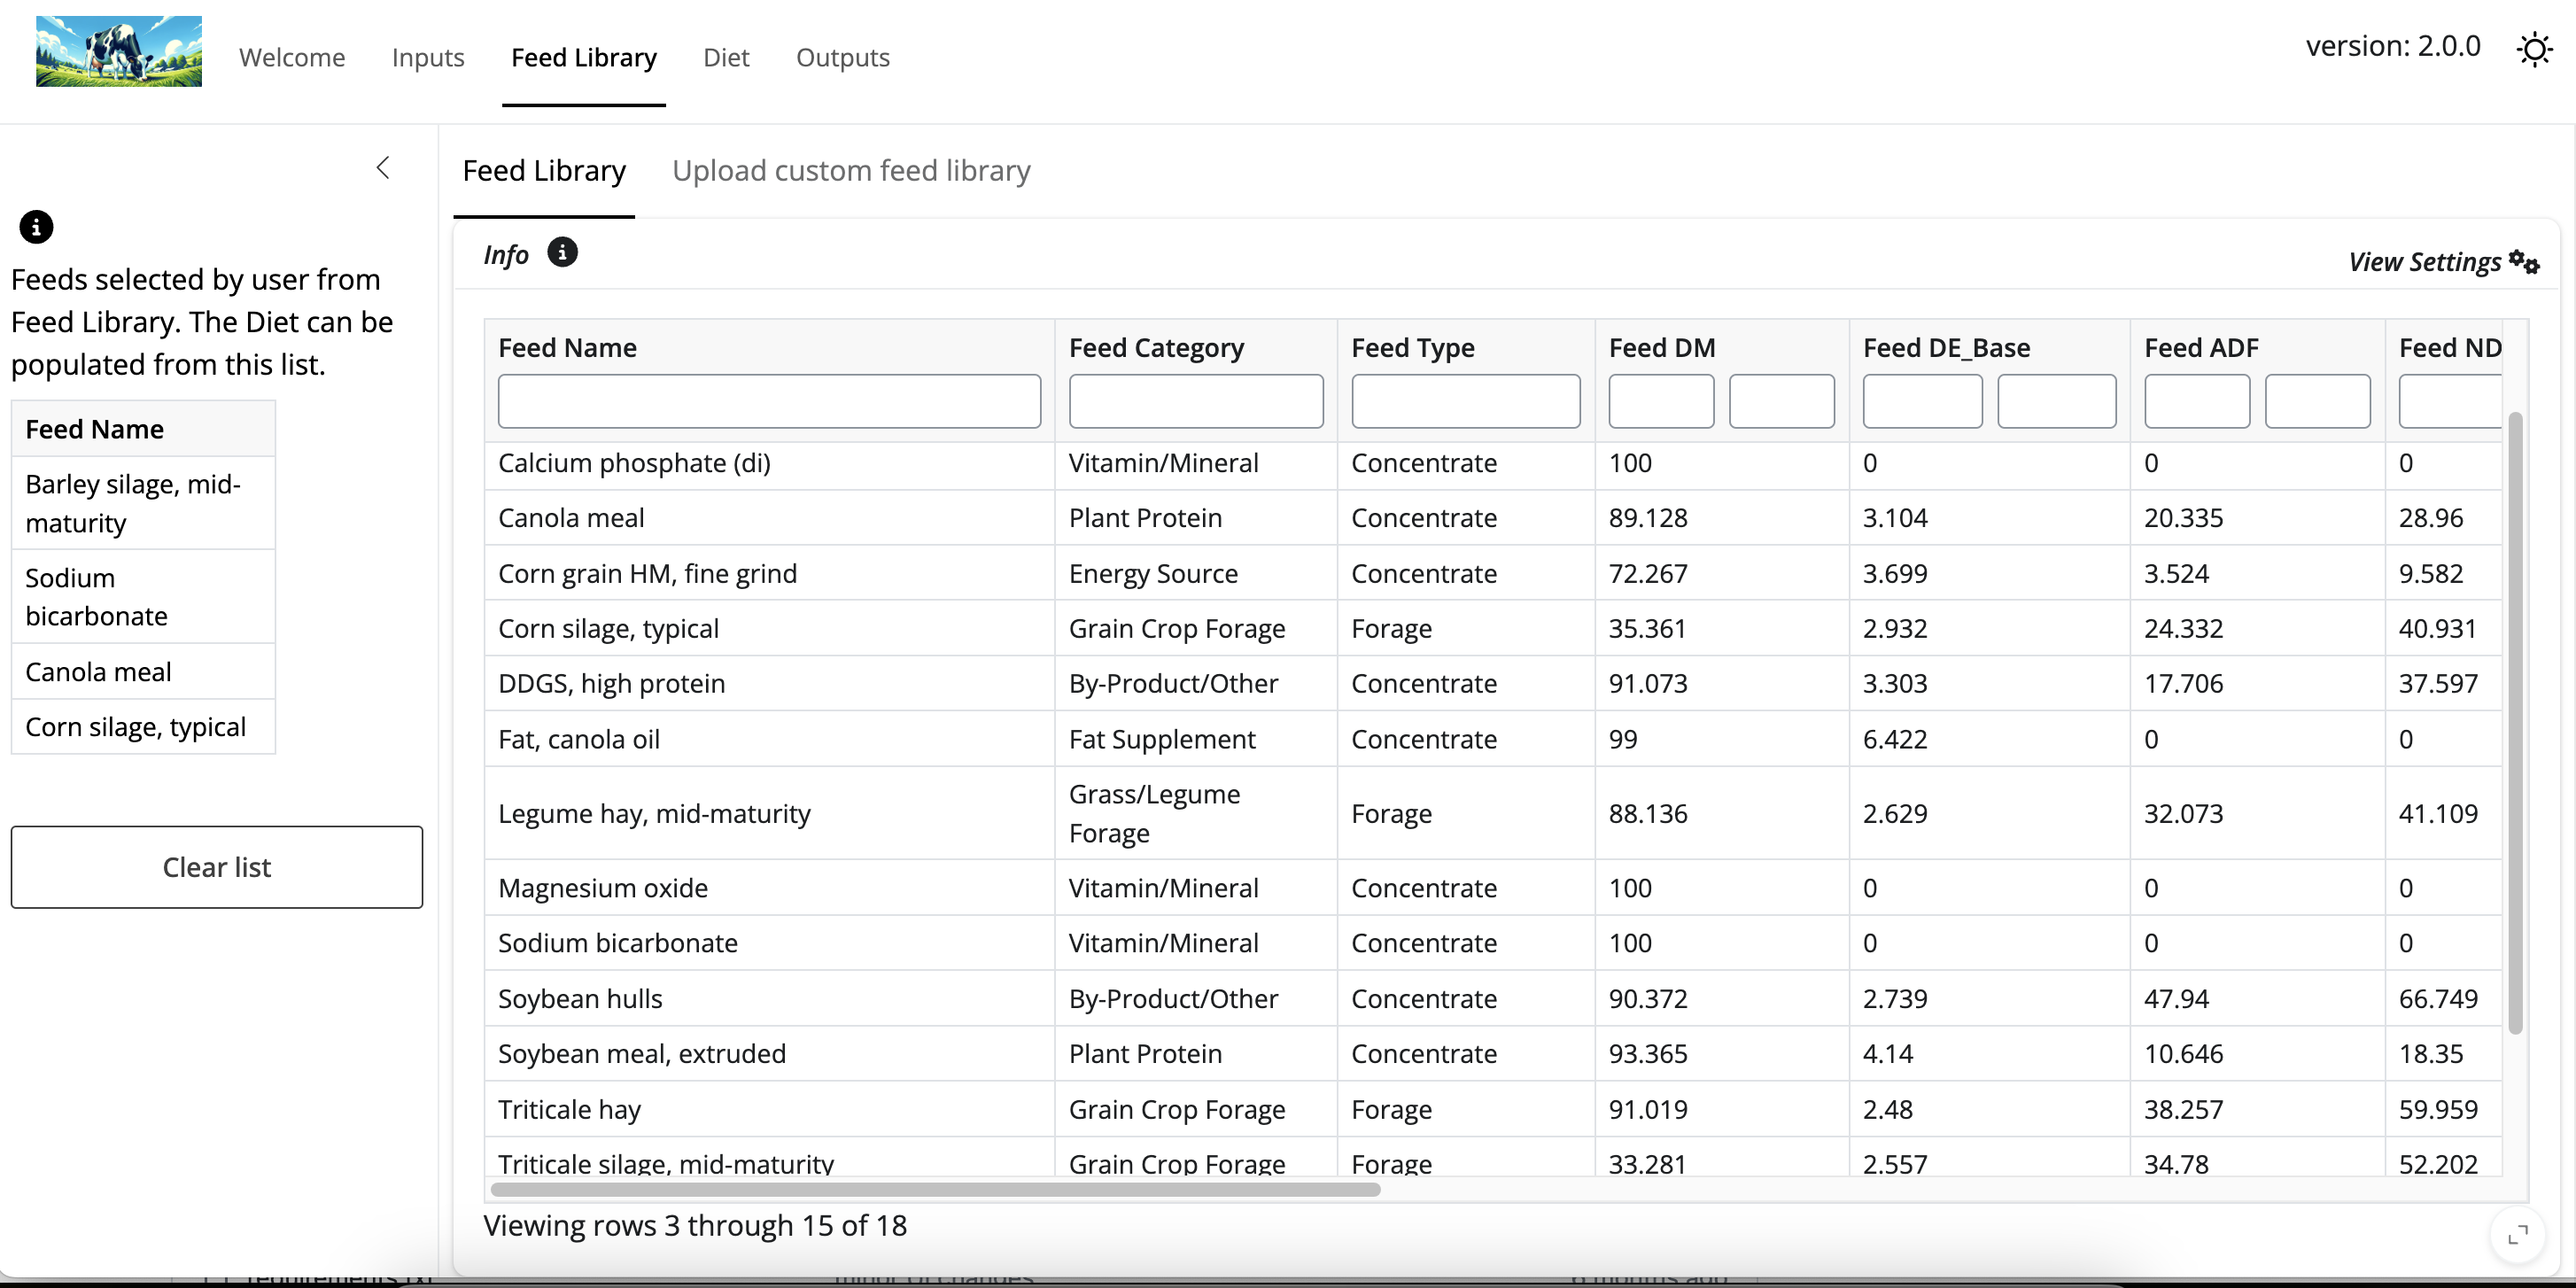 Welcome Inputs Feed Library Diet Outputs version: 2.0.0
Feeds selected by user from
Feed Library. The Diet can be
populated from this list.
Feed Name
Barley silage, mid-
maturity
Sodium
bicarbonate
Canola meal
Corn silage, typical
Clear list
Feed Library Upload custom feed library
Info View Settings
Feed Name Feed Category Feed Type Feed DM Feed DE_Base Feed ADF Feed ND
Calcium phosphate (di) Vitamin/Mineral Concentrate 100 0 0 0
Canola meal Plant Protein Concentrate 89.128 3.104 20.335 28.96
Corn grain HM, fine grind Energy Source Concentrate 72.267 3.699 3.524 9.582
Corn silage, typical Grain Crop Forage Forage 35.361 2.932 24.332 40.931
DDGS, high protein By-Product/Other Concentrate 91.073 3.303 17.706 37.597
Fat, canola oil Fat Supplement Concentrate 99 6.422 0 0
Legume hay, mid-maturity Grass/Legume Forage Forage 88.136 2.629 32.073 41.109
Magnesium oxide Vitamin/Mineral Concentrate 100 0 0 0
Sodium bicarbonate Vitamin/Mineral Concentrate 100 0 0 0
Soybean hulls By-Product/Other Concentrate 90.372 2.739 47.94 66.749
Soybean meal, extruded Plant Protein Concentrate 93.365 4.14 10.646 18.35
Triticale hay Grain Crop Forage Forage 91.019 2.48 38.257 59.959
Triticale silage, mid-maturity Grain Crop Forage Forage 33.281 2.557 34.78 52.202
Viewing rows 3 through 15 of 18